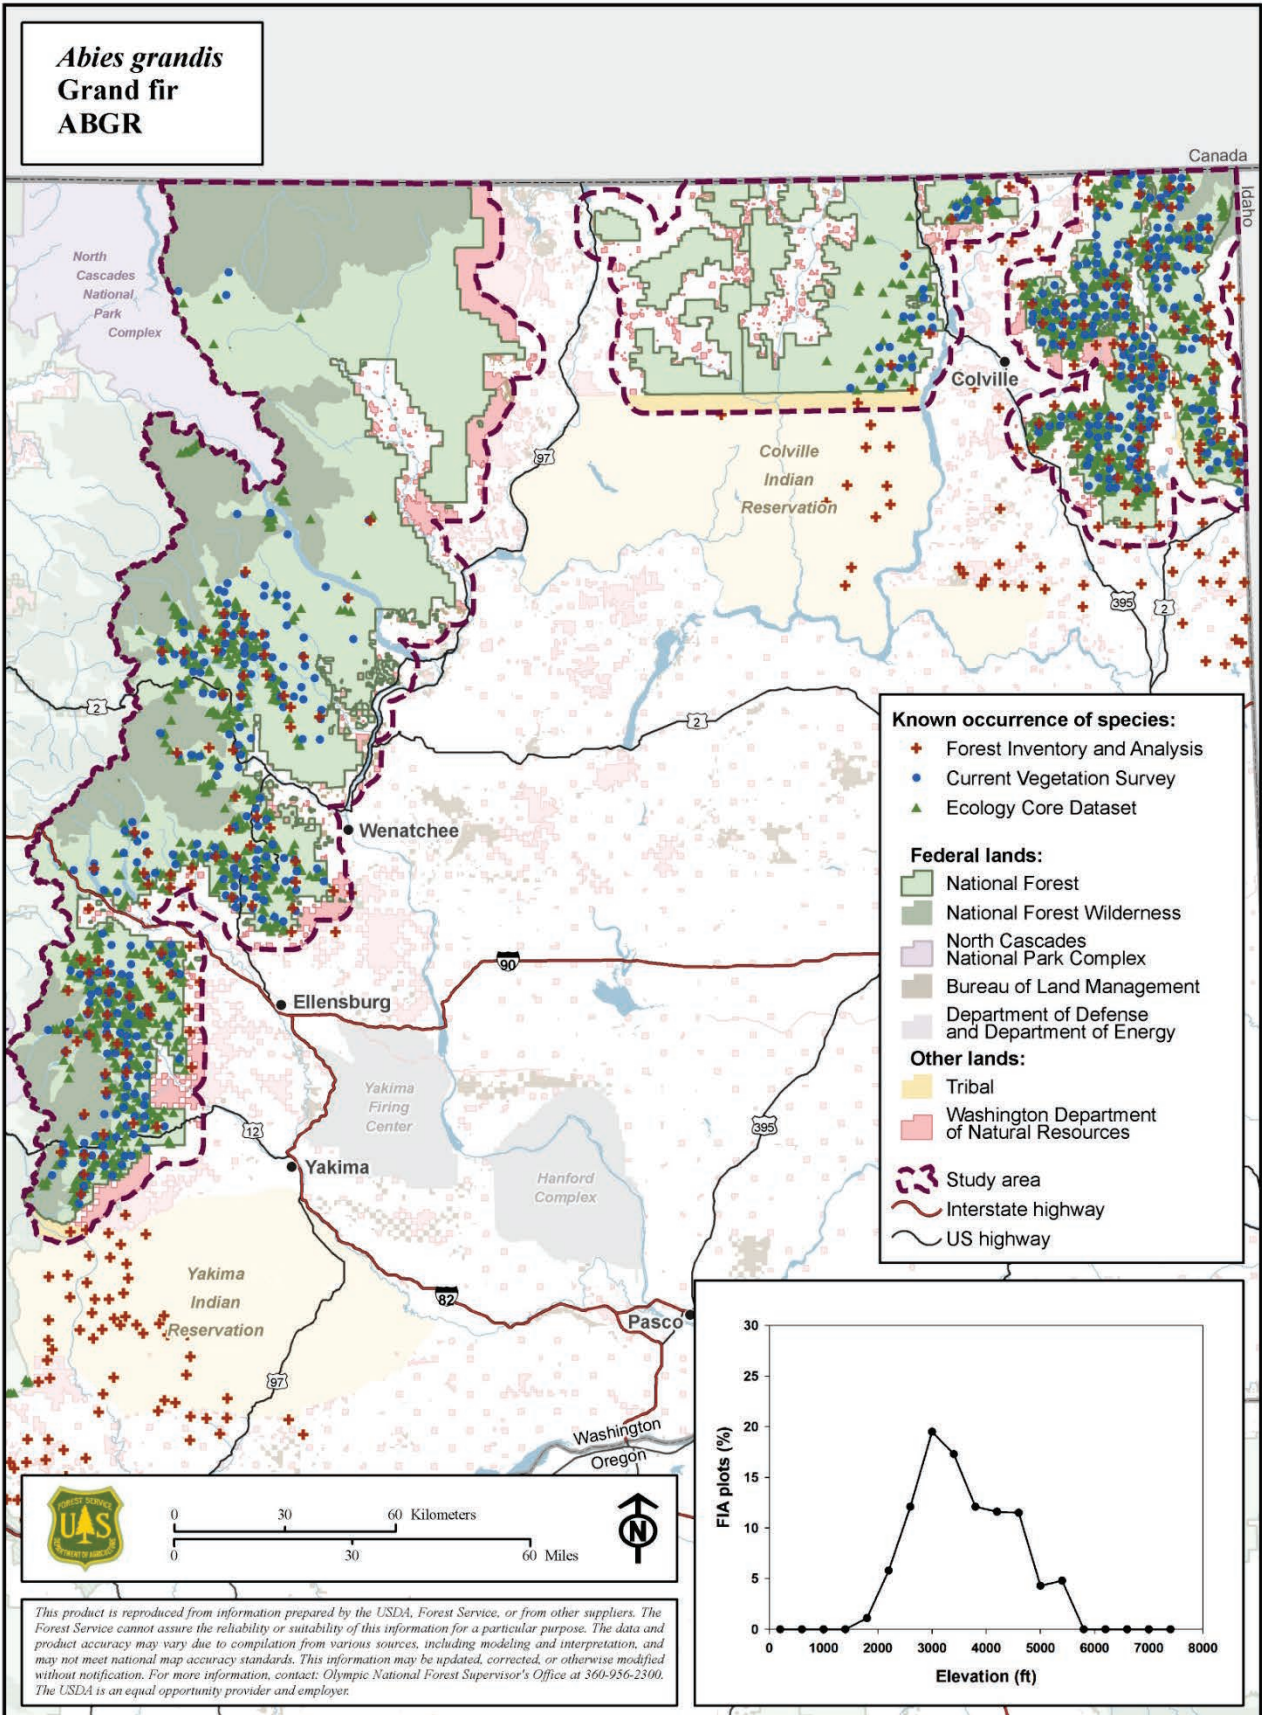 Abies grandis
Grand fir
ABGR
Canada
Idaho
North
Cascades
National
Park
Complex
Colville
97
Colville
Indian
Reservation
395
2
2
2
Wenatchee
90
Ellensburg
Yakima
Firing
Center
12
395
Yakima
Hanford
Complex
Yakima
Indian
Reservation
82
Pasco
97
Washington
Oregon
Known occurrence of species:
Forest Inventory and Analysis
Current Vegetation Survey
Ecology Core Dataset
Federal lands:
National Forest
National Forest Wilderness
North Cascades
National Park Complex
Bureau of Land Management
Department of Defense
and Department of Energy
Other lands:
Tribal
Washington Department
of Natural Resources
Study area
Interstate highway
US highway
FIA plots (%)
30
25
20
15
10
5
0
0 1000 2000 3000 4000 5000 6000 7000 8000
Elevation (ft)
FOREST SERVICE
US
DEPARTMENT OF AGRICULTURE
0 30 60 Kilometers
0 30 60 Miles
N
This product is reproduced from information prepared by the USDA, Forest Service, or from other suppliers. The
Forest Service cannot assure the reliability or suitability of this information for a particular purpose. The data and
product accuracy may vary due to compilation from various sources, including modeling and interpretation, and
may not meet national map accuracy standards. This information may be updated, corrected, or otherwise modified
without notification. For more information, contact: Olympic National Forest Supervisor's Office at 360-956-2300.
The USDA is an equal opportunity provider and employer.